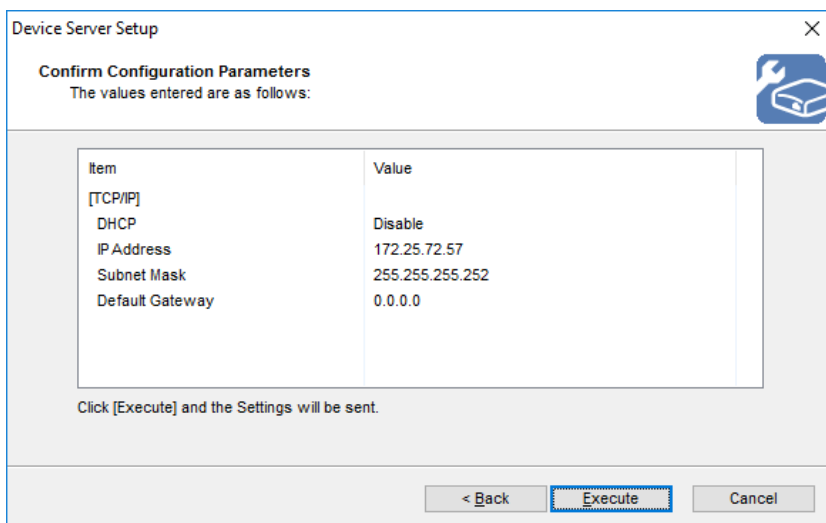 Device Server Setup
Confirm Configuration Parameters
The values entered are as follows:
Item Value
[TCP/IP]
DHCP Disable
IP Address 172.25.72.57
Subnet Mask 255.255.255.252
Default Gateway 0.0.0.0
Click [Execute] and the Settings will be sent.
< Back Execute Cancel